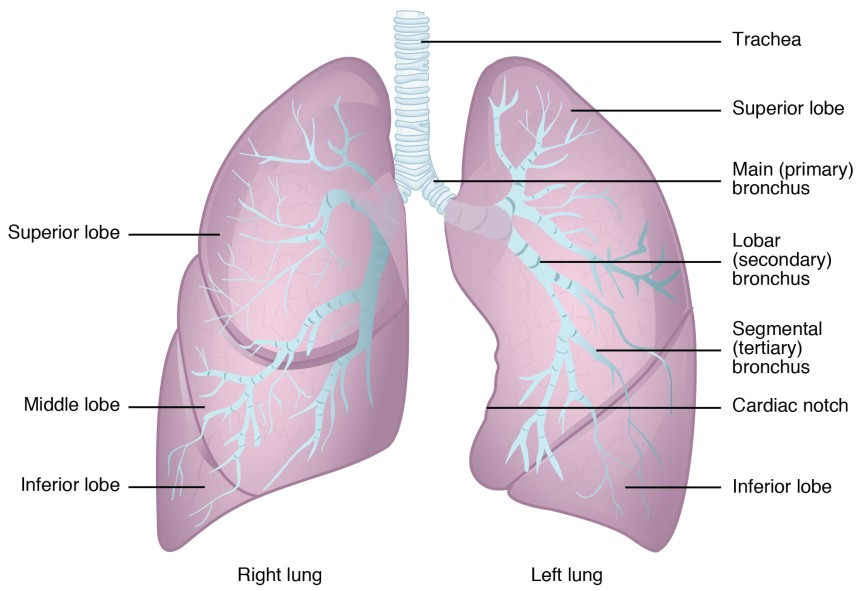 Trachea
Superior lobe
Main (primary)
bronchus
Superior lobe
Lobar
(secondary)
bronchus
Segmental
(tertiary)
bronchus
Middle lobe
Cardiac notch
Inferior lobe
Inferior lobe
Right lung
Left lung